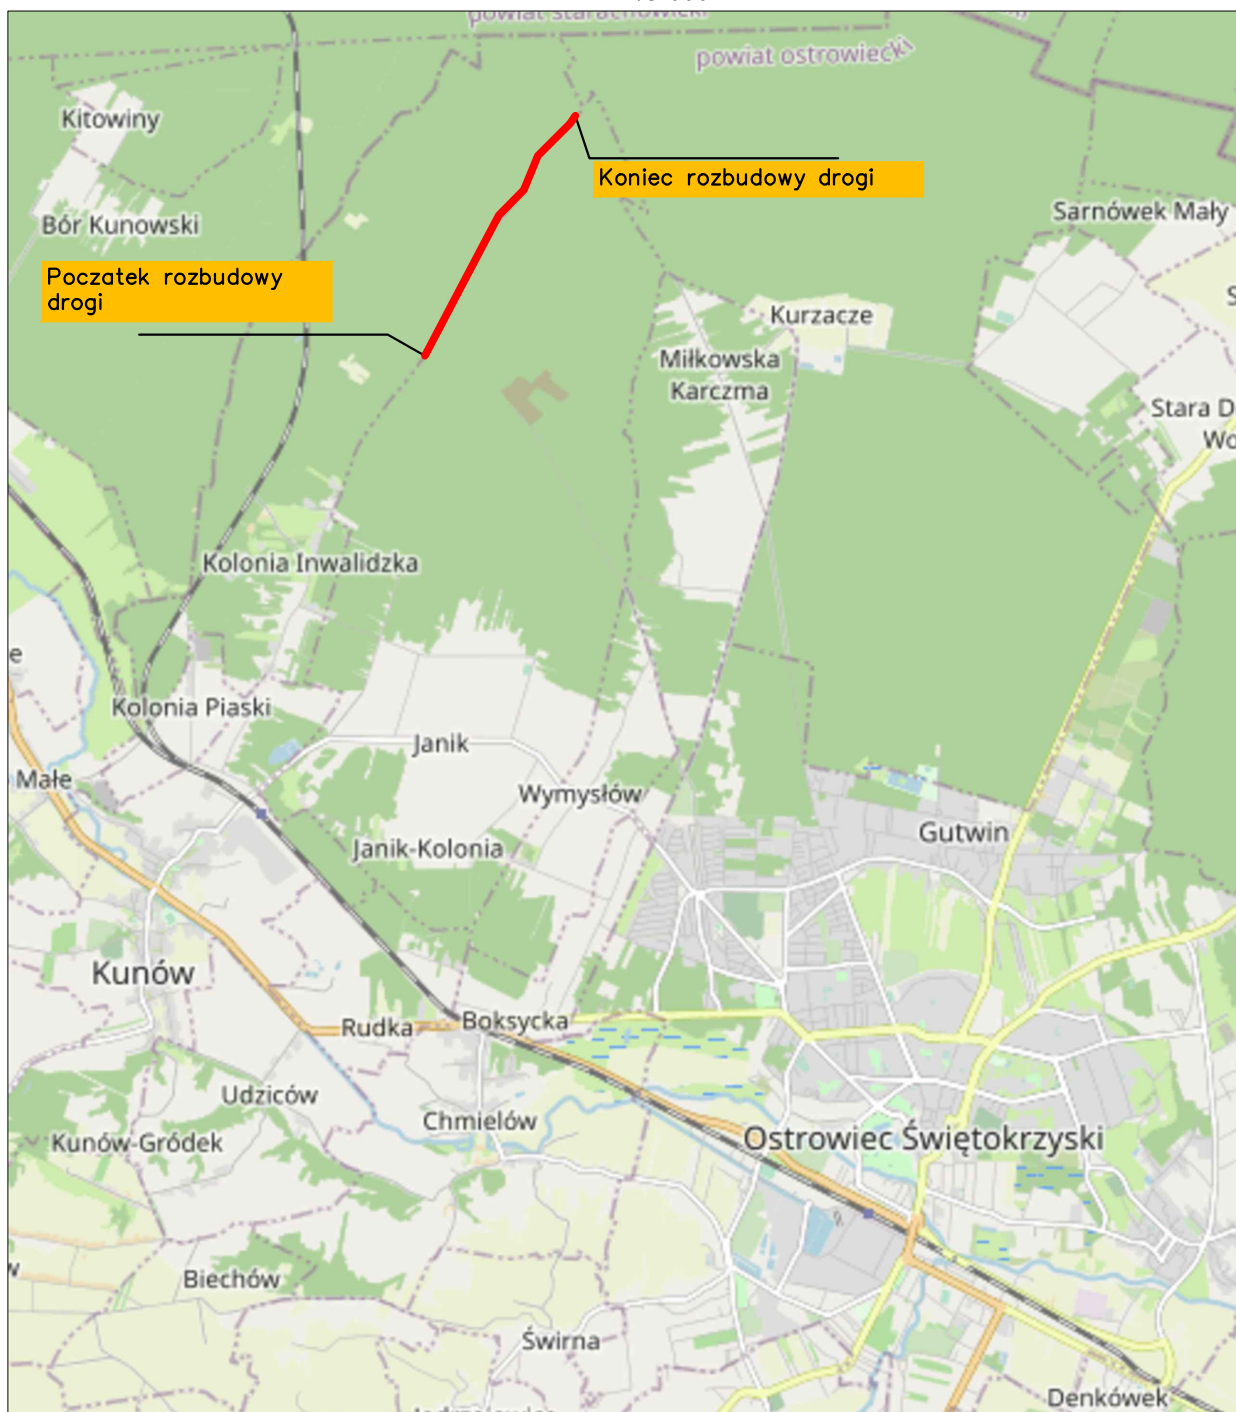 powiat starachowicki
powiat ostrowiecki
Kitowiny
Koniec rozbudowy drogi
Sarnówek Mały
Bór Kunowski
Poczatek rozbudowy
drogi
Kurzacze
Miłkowska
Karczma
Stara D
Wo
Kolonia Inwalidzka
e
Kolonia Piaski
Janik
Małe
Wymysłów
Gutwin
Janik-Kolonia
Kunów
Rudka
Boksycka
Udziców
Chmielów
Kunów-Gródek
Ostrowiec Świętokrzyski
w
Biechów
Świrna
Denkówek